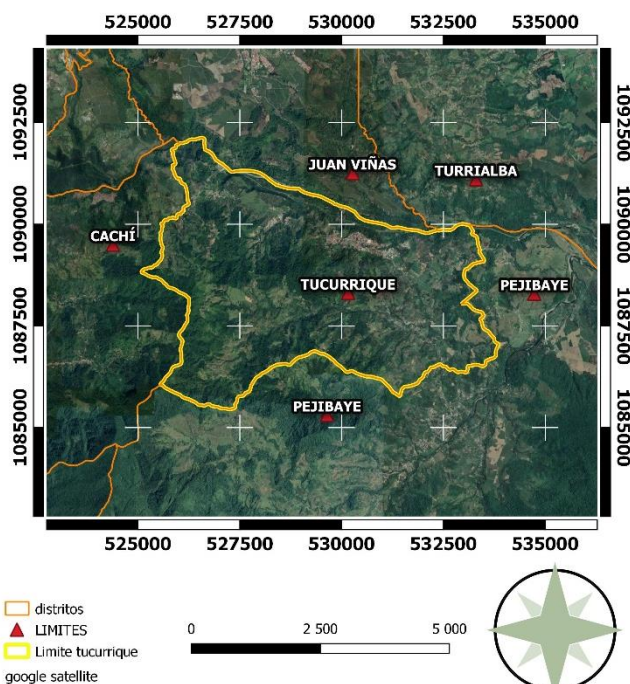 525000 527500 530000 532500 535000
1092500 1092500
JUAN VIÑAS
TURRIALBA
CACHÍ
1090000 1090000
TUCURRIQUE
PEJIBAYE
1087500 1087500
PEJIBAYE
1085000 1085000
525000 527500 530000 532500 535000
distritos
LIMITES
Limite tucurrique
google satellite
0 2 500 5 000